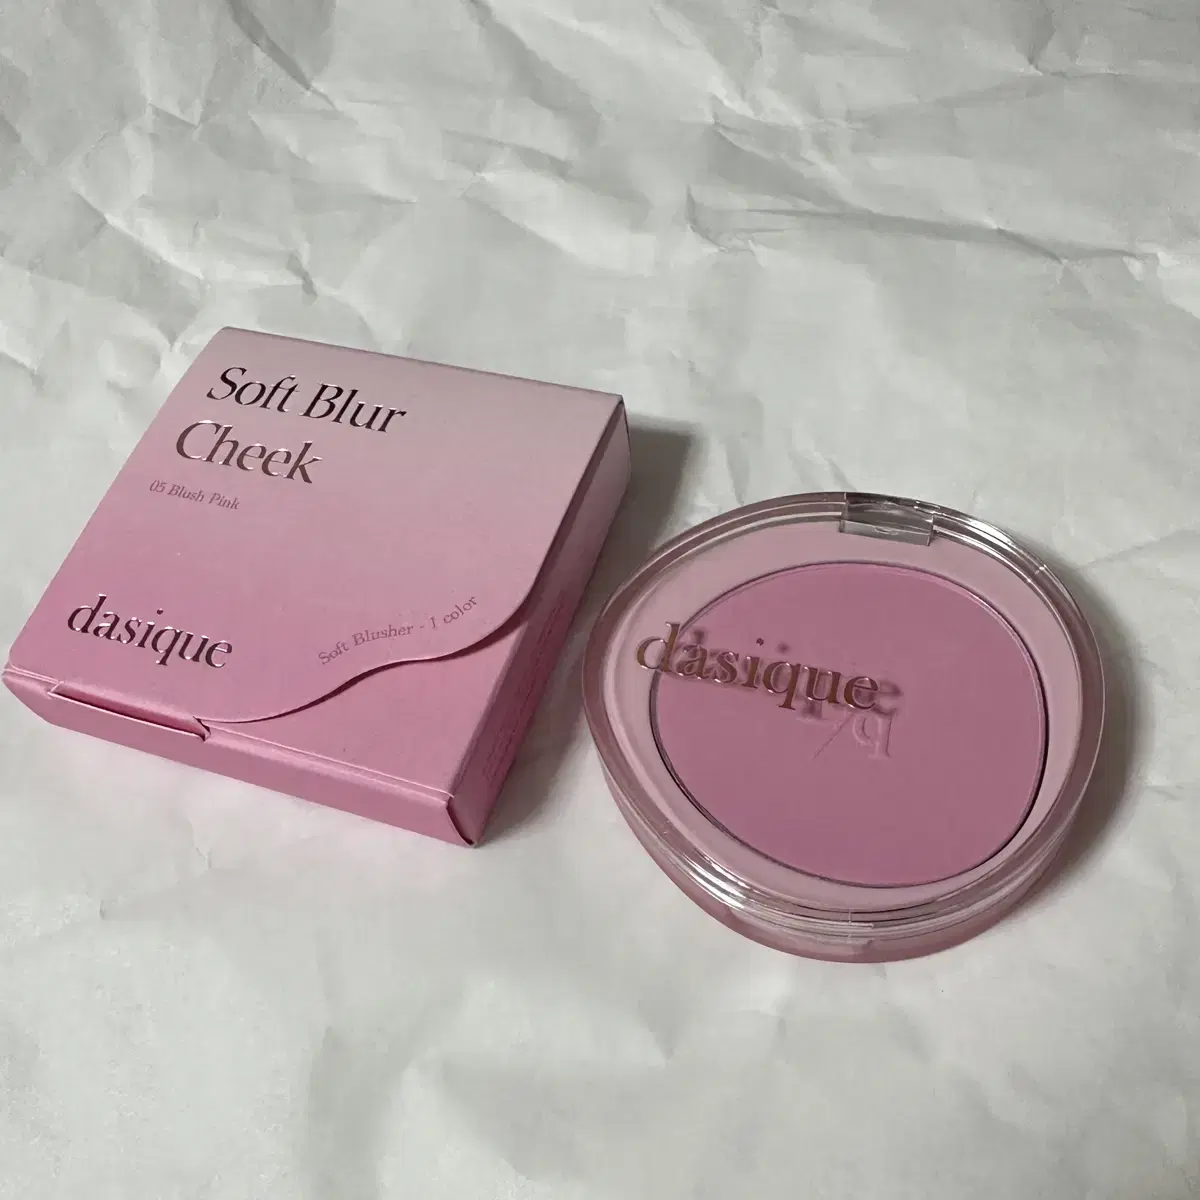 Soft Blur
Cheek
05 Blush Pink
dasique
Soft Blusher - 1 color
dasique